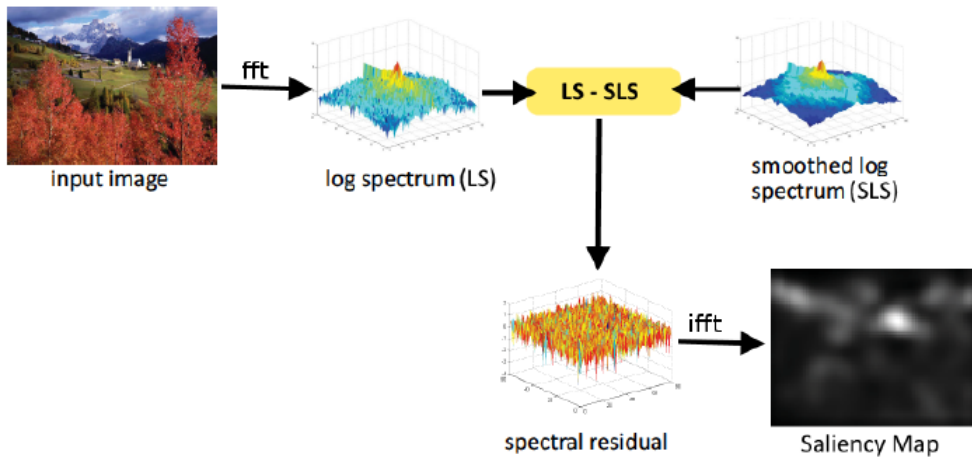 fft
LS - SLS
input image
log spectrum (LS)
smoothed log
spectrum (SLS)
ifft
spectral residual
Saliency Map